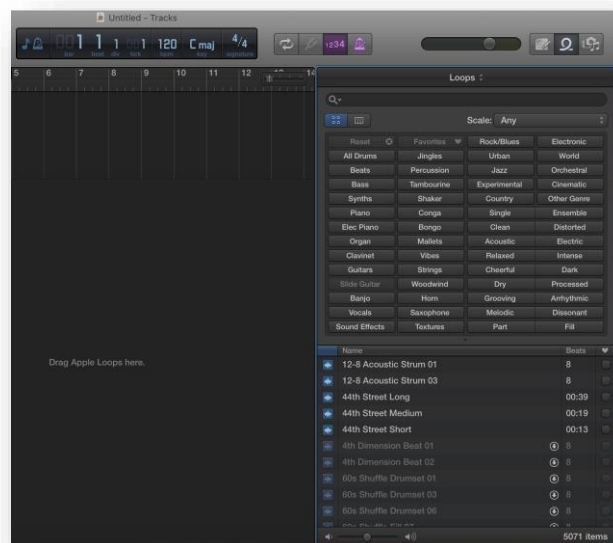 Untitled - Tracks
1 1 1 1 120 C maj 4/4
bar beat div tick bpm key signature
1234
5 6 7 8 9 10 11 12 13 14
Loops
Scale: Any
Reset Favorites Rock/Blues Electronic
All Drums Jingles Urban World
Beats Percussion Jazz Orchestral
Bass Tambourine Experimental Cinematic
Synths Shaker Country Other Genre
Piano Conga Single Ensemble
Elec Piano Bongo Clean Distorted
Organ Mallets Acoustic Electric
Clavinet Vibes Relaxed Intense
Guitars Strings Cheerful Dark
Slide Guitar Woodwind Dry Processed
Banjo Horn Grooving Arrhythmic
Vocals Saxophone Melodic Dissonant
Sound Effects Textures Part Fill
Name Beats
Drag Apple Loops here.
12-8 Acoustic Strum 01 8
12-8 Acoustic Strum 03 8
44th Street Long 00:39
44th Street Medium 00:19
44th Street Short 00:13
4th Dimension Beat 01 8
4th Dimension Beat 02 8
60s Shuffle Drumset 01 8
60s Shuffle Drumset 03 8
60s Shuffle Drumset 06 8
5071 items